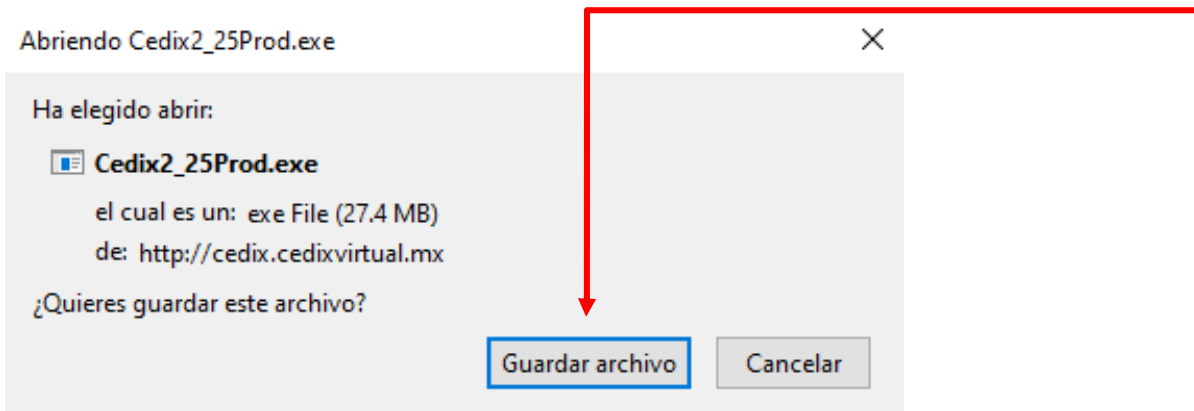 Abriendo Cedix2_25Prod.exe
Ha elegido abrir:
Cedix2_25Prod.exe
el cual es un: exe File (27.4 MB)
de: http://cedix.cedixvirtual.mx
¿Quieres guardar este archivo?
Guardar archivo Cancelar